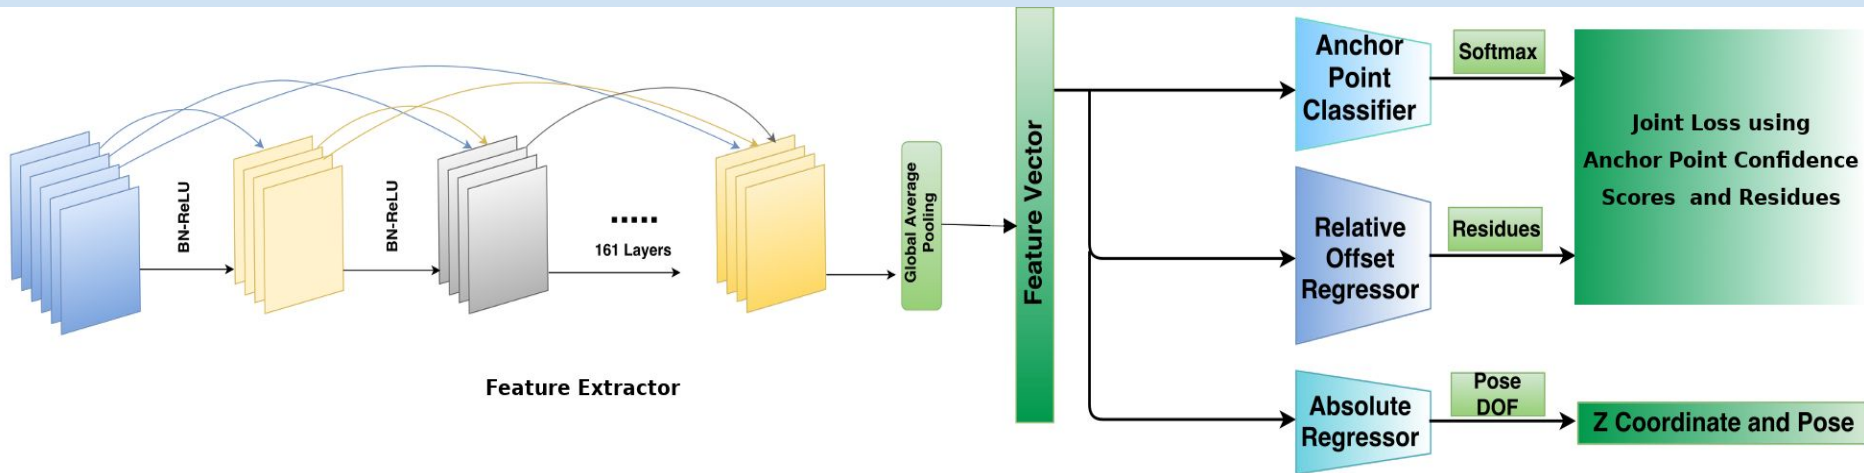 BN-ReLU
BN-ReLU
.....
161 Layers
Global Average
Pooling
Feature Extractor
Feature Vector
Anchor
Point
Classifier
Softmax
Joint Loss using
Anchor Point Confidence
Scores and Residues
Relative
Offset
Regressor
Residues
Absolute
Regressor
Pose
DOF
Z Coordinate and Pose